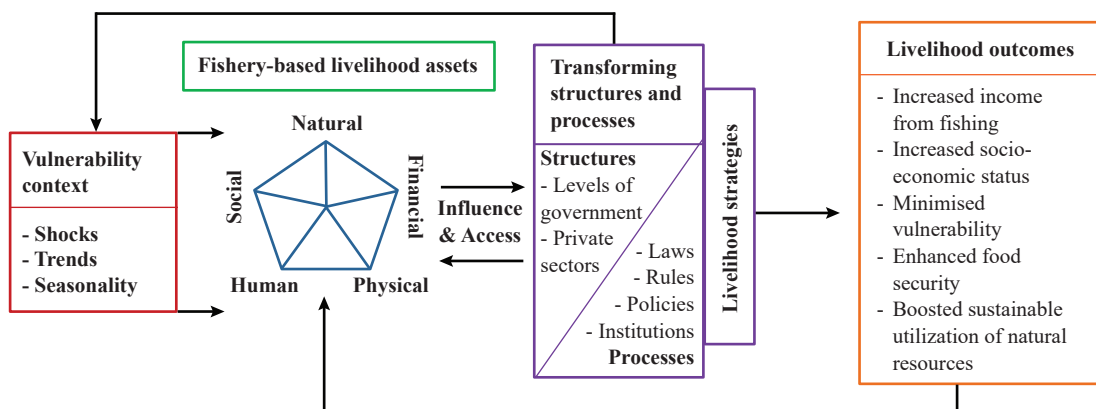 Fishery-based livelihood assets
Vulnerability
context
- Shocks
- Trends
- Seasonality
Natural
Social
Financial
Human
Physical
Influence
& Access
Transforming
structures and
processes
Structures
- Levels of
government
- Private
sectors
- Laws
- Rules
- Policies
- Institutions
Processes
Livelihood strategies
Livelihood outcomes
- Increased income
from fishing
- Increased socio-
economic status
- Minimised
vulnerability
- Enhanced food
security
- Boosted sustainable
utilization of natural
resources